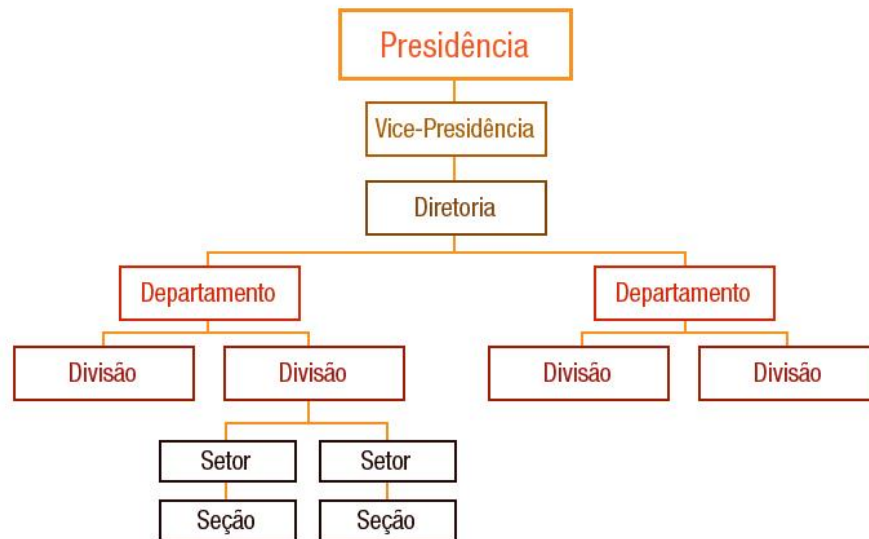 Presidência
Vice-Presidência
Diretoria
Departamento
Departamento
Divisão
Divisão
Divisão
Divisão
Setor
Setor
Seção
Seção